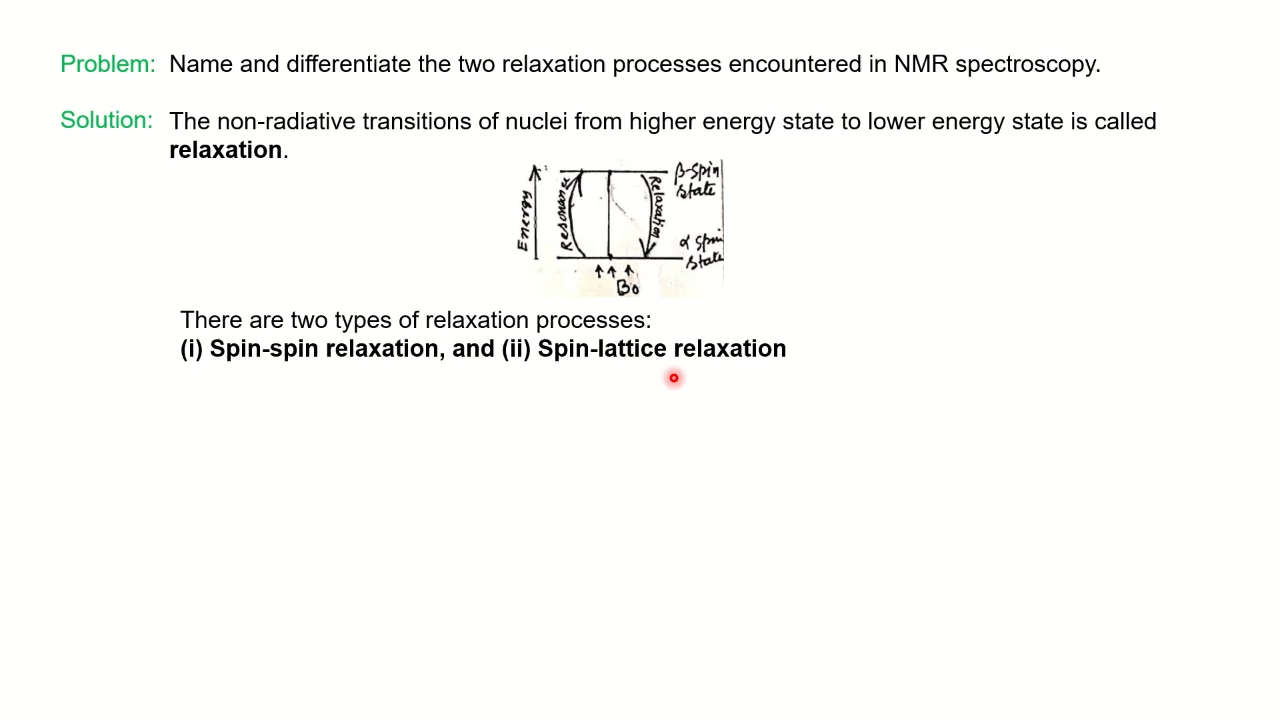 Problem: Name and differentiate the two relaxation processes encountered in NMR spectroscopy.
Solution: The non-radiative transitions of nuclei from higher energy state to lower energy state is called
relaxation.
Energy
Resonance
Relaxation
β-spin
state
α spin
state
B₀
There are two types of relaxation processes:
(i) Spin-spin relaxation, and (ii) Spin-lattice relaxation